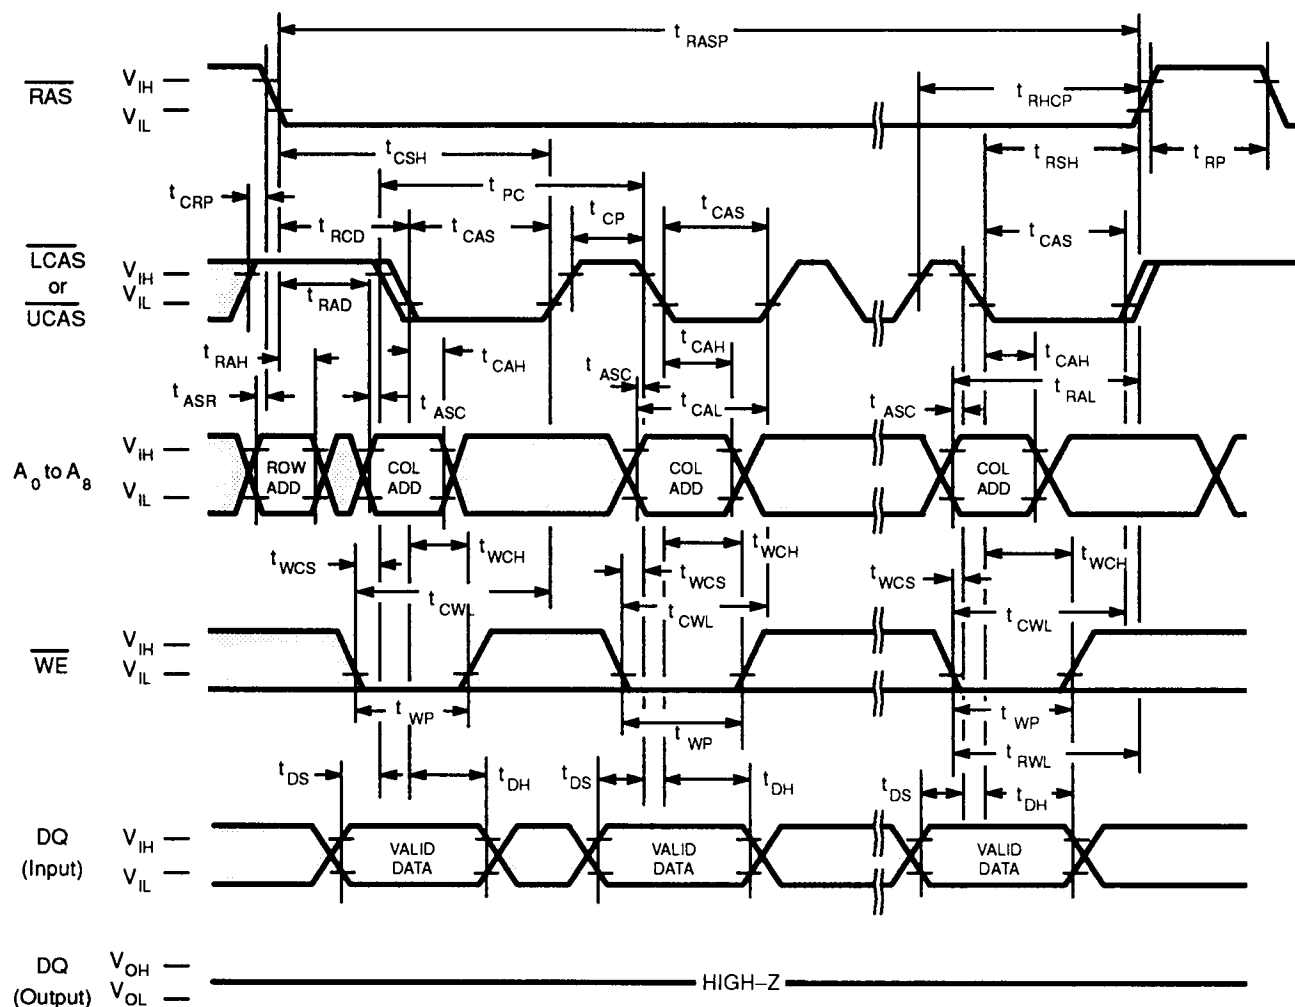 t RASP
RAS
V IH
V IL
t RHCP
t CSH
t RSH
t RP
t CRP
t PC
t RCD
t CAS
t CP
t CAS
t CAS
LCAS
or
UCAS
V IH
V IL
t RAD
t RAH
t CAH
t ASC
t CAH
t CAH
t ASR
t ASC
t CAL
t ASC
t RAL
A 0 to A 8
V IH
V IL
ROW
ADD
COL
ADD
COL
ADD
COL
ADD
t WCS
t WCH
t WCS
t WCH
t WCS
t WCH
t CWL
t CWL
t CWL
WE
V IH
V IL
t WP
t WP
t WP
t RWL
t DS
t DH
t DS
t DH
t DS
t DH
DQ
(Input)
V IH
V IL
VALID
DATA
VALID
DATA
VALID
DATA
DQ
(Output)
V OH
V OL
HIGH–Z